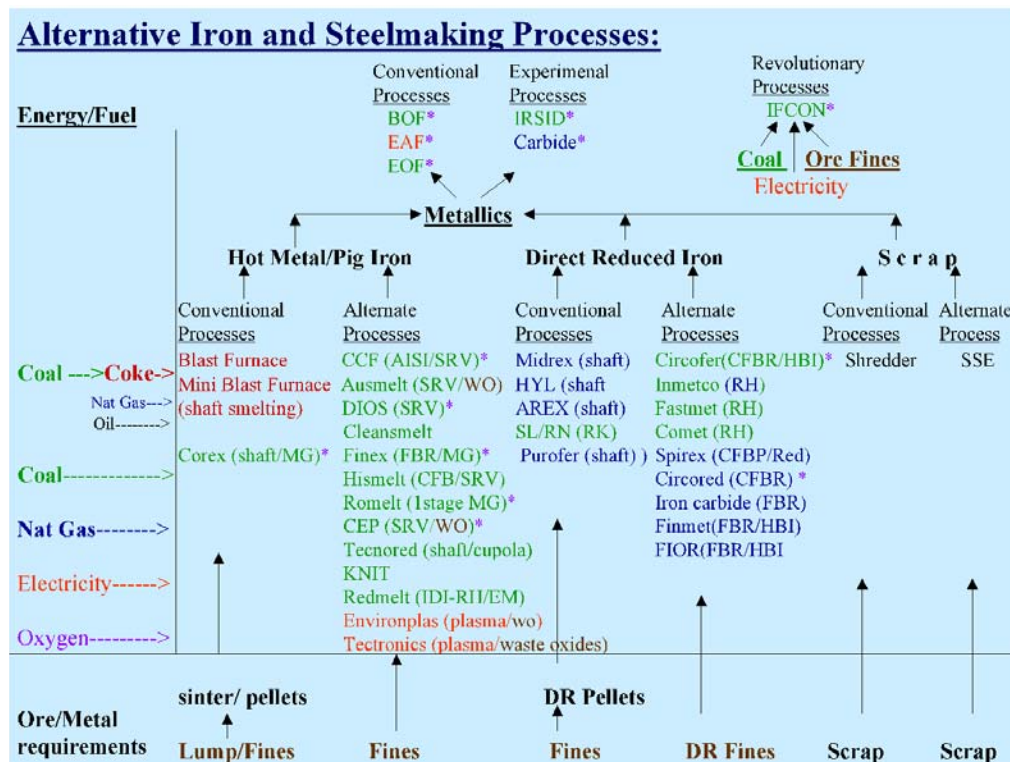 Alternative Iron and Steelmaking Processes:
Conventional
Processes
BOF*
EAF*
EOF*
Experimenal
Processes
IRSID*
Carbide*
Revolutionary
Processes
IFCON*
Coal
Ore Fines
Electricity
Energy/Fuel
Metallics
Hot Metal/Pig Iron
Direct Reduced Iron
S c r a p
Conventional
Processes
Blast Furnace
Mini Blast Furnace
(shaft smelting)
Corex (shaft/MG)*
Alternate
Processes
CCF (AISI/SRV)*
Ausmelt (SRV/WO)
DIOS (SRV)*
Cleansmelt
Finex (FBR/MG)*
Hismelt (CFB/SRV)
Romelt (1stage MG)*
CEP (SRV/WO)*
Tecnored (shaft/cupola)
KNIT
Redmelt (IDI-RH/EM)
Environplas (plasma/wo)
Tectronics (plasma/waste oxides)
Conventional
Processes
Midrex (shaft)
HYL (shaft
AREX (shaft)
SL/RN (RK)
Purofer (shaft) )
Alternate
Processes
Circofer(CFBR/HBI)*
Inmetco (RH)
Fastmet (RH)
Comet (RH)
Spirex (CFBP/Red)
Circored (CFBR) *
Iron carbide (FBR)
Finmet(FBR/HBI)
FIOR(FBR/HBI
Conventional
Processes
Shredder
Alternate
Process
SSE
Coal --->Coke->
Nat Gas--->
Oil-------->
Coal------------>
Nat Gas-------->
Electricity------>
Oxygen--------->
sinter/ pellets
DR Pellets
Ore/Metal
requirements
Lump/Fines
Fines
Fines
DR Fines
Scrap
Scrap